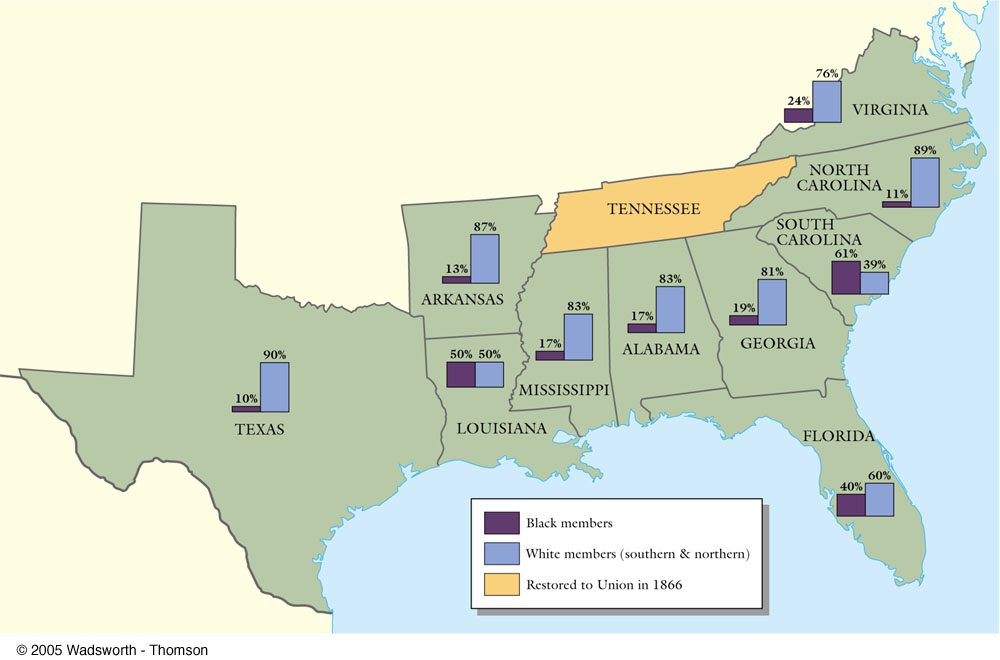 76%
24%
VIRGINIA
89%
NORTH
CAROLINA
11%
TENNESSEE
SOUTH
CAROLINA
61%
39%
87%
13%
ARKANSAS
83%
17%
MISSISSIPPI
83%
17%
ALABAMA
81%
19%
GEORGIA
50% 50%
LOUISIANA
90%
10%
TEXAS
FLORIDA
60%
40%
Black members
White members (southern & northern)
Restored to Union in 1866
© 2005 Wadsworth - Thomson